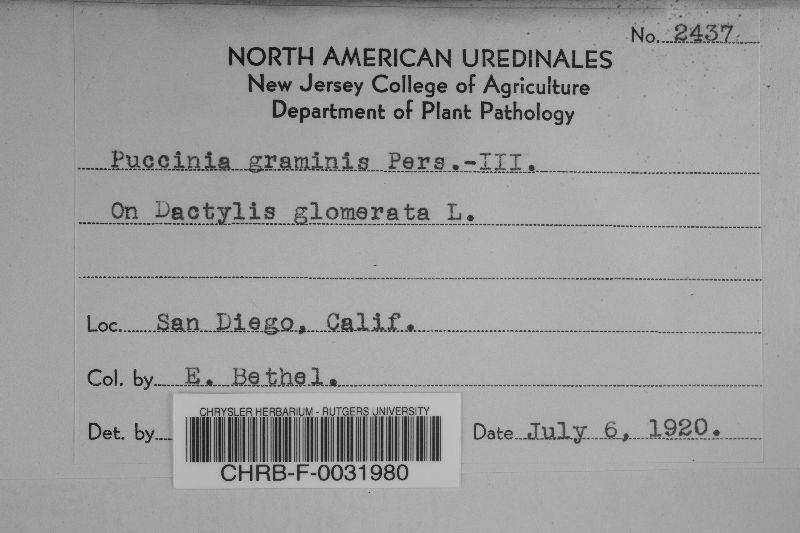 No. 2437
NORTH AMERICAN UREDINALES
New Jersey College of Agriculture
Department of Plant Pathology
Puccinia graminis Pers.-III.
On Dactylis glomerata L.
Loc. San Diego, Calif.
Col. by E. Bethel.
Det. by
Date July 6, 1920.
CHRYSLER HERBARIUM - RUTGERS UNIVERSITY
CHRB-F-0031980